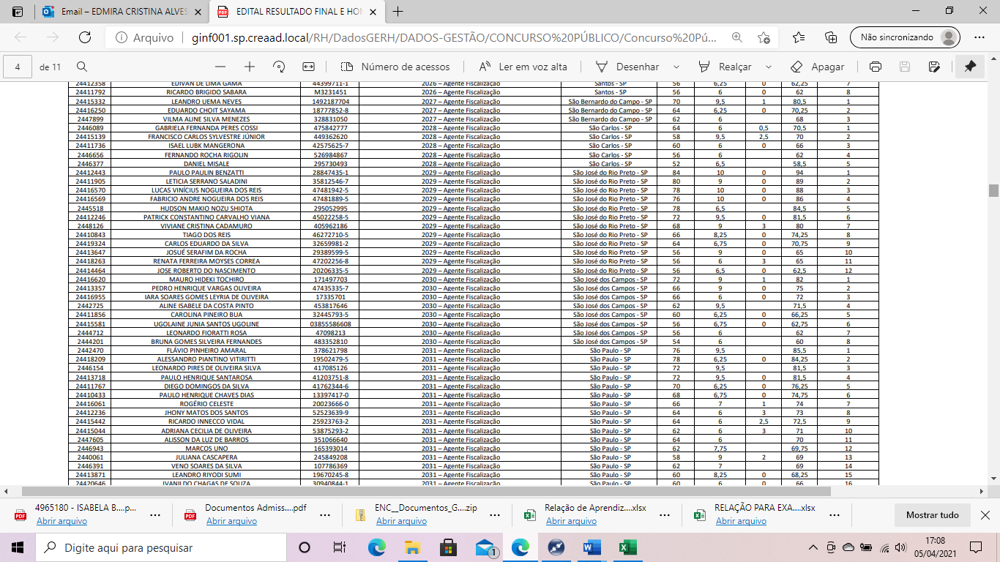 Email – EDMIRA CRISTINA ALVES
EDITAL RESULTADO FINAL E HOM
Arquivo ginf001.sp.creaad.local/RH/DadosGERH/DADOS-GESTÃO/CONCURSO%20PÚBLICO/Concurso%20Pú... Não sincronizando
4 de 11 Número de acessos Ler em voz alta Desenhar Realçar Apagar
24412358 EDIVAN DE LIMA GAMA 44399711-1 2026 – Agente Fiscalização Santos - SP 56 6,25 0 62,25 7
24411792 RICARDO BRIGIDO SABARA M3231451 2026 – Agente Fiscalização Santos - SP 56 6 0 62 8
24415332 LEANDRO UEMA NEVES 1492187704 2027 – Agente Fiscalização São Bernardo do Campo - SP 70 9,5 1 80,5 1
24416250 EDUARDO CHOIT SAYAMA 18777852-8 2027 – Agente Fiscalização São Bernardo do Campo - SP 64 6,25 0 70,25 2
2447899 VILMA ALINE SILVA MENEZES 328831050 2027 – Agente Fiscalização São Bernardo do Campo - SP 62 6 68 3
2446089 GABRIELA FERNANDA PERES COSSI 475842777 2028 – Agente Fiscalização São Carlos - SP 64 6 0,5 70,5 1
24415139 FRANCISCO CARLOS SYLVESTRE JÚNIOR 449362620 2028 – Agente Fiscalização São Carlos - SP 58 9,5 2,5 70 2
24411736 ISAEL LUBK MANGERONA 42575625-7 2028 – Agente Fiscalização São Carlos - SP 60 6 0 66 3
2446656 FERNANDO ROCHA RIGOLIN 526984867 2028 – Agente Fiscalização São Carlos - SP 56 6 62 4
2446377 DANIEL MISALE 295730493 2028 – Agente Fiscalização São Carlos - SP 52 6,5 58,5 5
24412443 PAULO PAULIN BENZATTI 28847435-1 2029 – Agente Fiscalização São José do Rio Preto - SP 84 10 0 94 1
24411905 LETICIA SERRANO SALADINI 35812546-7 2029 – Agente Fiscalização São José do Rio Preto - SP 80 9 0 89 2
24416570 LUCAS VINÍCIUS NOGUEIRA DOS REIS 47481942-5 2029 – Agente Fiscalização São José do Rio Preto - SP 78 10 0 88 3
24416569 FABRICIO ANDRE NOGUEIRA DOS REIS 47481889-5 2029 – Agente Fiscalização São José do Rio Preto - SP 76 10 0 86 4
2445518 HUDSON MAKIO NOZU SHIOTA 295052995 2029 – Agente Fiscalização São José do Rio Preto - SP 78 6,5 84,5 5
24412246 PATRICK CONSTANTINO CARVALHO VIANA 45022258-5 2029 – Agente Fiscalização São José do Rio Preto - SP 72 9,5 0 81,5 6
2448126 VIVIANE CRISTINA CADAMURO 405962186 2029 – Agente Fiscalização São José do Rio Preto - SP 68 9 3 80 7
24410843 TIAGO DOS REIS 46272710-5 2029 – Agente Fiscalização São José do Rio Preto - SP 66 8,25 0 74,25 8
24419324 CARLOS EDUARDO DA SILVA 32659981-2 2029 – Agente Fiscalização São José do Rio Preto - SP 64 6,75 0 70,75 9
24413647 JOSUÉ SERAFIM DA ROCHA 29389599-5 2029 – Agente Fiscalização São José do Rio Preto - SP 56 9 0 65 10
24418263 RENATA FERREIRA MOYSES CORREA 47202256-8 2029 – Agente Fiscalização São José do Rio Preto - SP 56 6 3 65 11
24414464 JOSE ROBERTO DO NASCIMENTO 20206335-5 2029 – Agente Fiscalização São José do Rio Preto - SP 56 6,5 0 62,5 12
24416620 MAURO HIDEKI TOCHIRO 171497703 2030 – Agente Fiscalização São José dos Campos - SP 72 9 1 82 1
24413357 PEDRO HENRIQUE VARGAS OLIVEIRA 47435335-7 2030 – Agente Fiscalização São José dos Campos - SP 66 9 0 75 2
24416955 IARA SOARES GOMES LEYRIA DE OLIVEIRA 17335701 2030 – Agente Fiscalização São José dos Campos - SP 66 6 0 72 3
2442725 ALINE ISABELE DA COSTA PINTO 453817646 2030 – Agente Fiscalização São José dos Campos - SP 62 9,5 71,5 4
24411856 CAROLINA PINEIRO BUA 32445793-5 2030 – Agente Fiscalização São José dos Campos - SP 60 6,25 0 66,25 5
24415581 UGOLAINE JUNIA SANTOS UGOLINE 03855586608 2030 – Agente Fiscalização São José dos Campos - SP 56 6,75 0 62,75 6
2444712 LEONARDO FIORATTI ROSA 47098213 2030 – Agente Fiscalização São José dos Campos - SP 56 6 62 7
2444201 BRUNA GOMES SILVEIRA FERNANDES 483352810 2030 – Agente Fiscalização São José dos Campos - SP 54 6 60 8
2442470 FLÁVIO PINHEIRO AMARAL 378621798 2031 – Agente Fiscalização São Paulo - SP 76 9,5 85,5 1
24418209 ALESSANDRO PIANTINO VITIRITTI 19502479-5 2031 – Agente Fiscalização São Paulo - SP 78 6,25 0 84,25 2
2446154 LEONARDO PIRES DE OLIVEIRA SILVA 417085126 2031 – Agente Fiscalização São Paulo - SP 72 9,5 81,5 3
24413718 PAULO HENRIQUE SANTAROSA 41203751-8 2031 – Agente Fiscalização São Paulo - SP 72 9,5 0 81,5 4
24411767 DIEGO DOMINGOS DA SILVA 41762344-6 2031 – Agente Fiscalização São Paulo - SP 70 6,25 0 76,25 5
24410433 PAULO HENRIQUE CHAVES DIAS 13397417-0 2031 – Agente Fiscalização São Paulo - SP 68 6,75 0 74,75 6
24416061 ROGÉRIO CELESTE 20023666-0 2031 – Agente Fiscalização São Paulo - SP 66 7 1 74 7
24412236 JHONY MATOS DOS SANTOS 52523639-9 2031 – Agente Fiscalização São Paulo - SP 64 6 3 73 8
24415442 RICARDO INNECCO VIDAL 25923763-2 2031 – Agente Fiscalização São Paulo - SP 64 6 2,5 72,5 9
24415044 ADRIANA CECILIA DE OLIVEIRA 53875293-2 2031 – Agente Fiscalização São Paulo - SP 62 6 3 71 10
2447605 ALISSON DA LUZ DE BARROS 351066640 2031 – Agente Fiscalização São Paulo - SP 64 6 70 11
2446943 MARCOS UNO 165393014 2031 – Agente Fiscalização São Paulo - SP 62 7,75 69,75 12
2440061 JULIANA CASCAPERA 245849208 2031 – Agente Fiscalização São Paulo - SP 58 9 2 69 13
2446391 VENO SOARES DA SILVA 107786369 2031 – Agente Fiscalização São Paulo - SP 62 7 69 14
24413871 LEANDRO RIYODI SUMI 19670245-8 2031 – Agente Fiscalização São Paulo - SP 60 8,25 0 68,25 15
24420646 IVANILDO CHAGAS DE SOUZA 30940844-1 2031 – Agente Fiscalização São Paulo - SP 60 6 0 66 16
4965180 - ISABELA B....p... Documentos Admiss....pdf ENC__Documentos_G....zip Relação de Aprendiz....xlsx RELAÇÃO PARA EXA....xlsx Mostrar tudo
Abrir arquivo Abrir arquivo Abrir arquivo Abrir arquivo Abrir arquivo
Digite aqui para pesquisar 1 17:08
05/04/2021